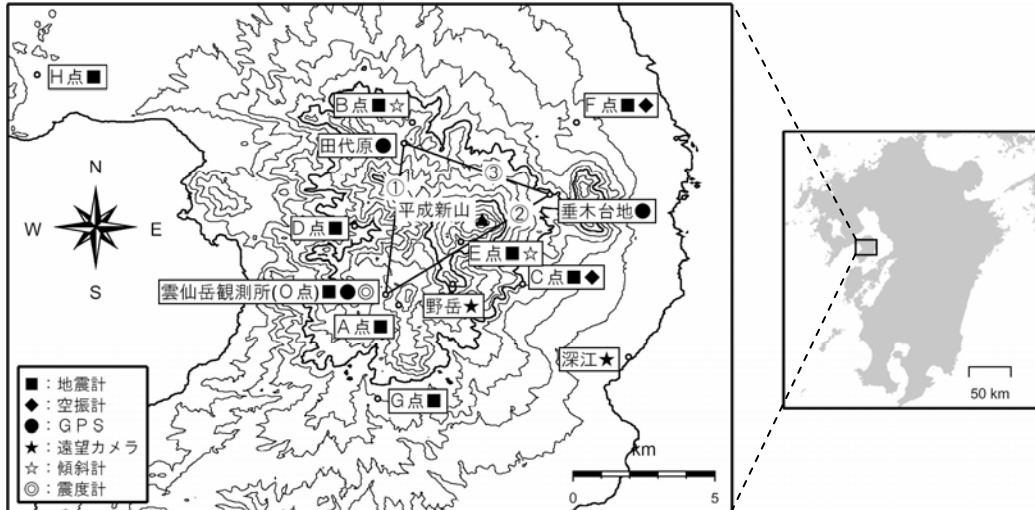 H点■
B点■☆
F点■◆
田代原●
N
③
①
平成新山
②
垂木台地●
W
E
D点■
E点■☆
C点■◆
S
雲仙岳観測所(O点)■●◎
野岳★
A点■
深江★
50 km
■：地震計
◆：空振計
●：GPS
★：遠望カメラ
☆：傾斜計
◎：震度計
G点■
km
0
5